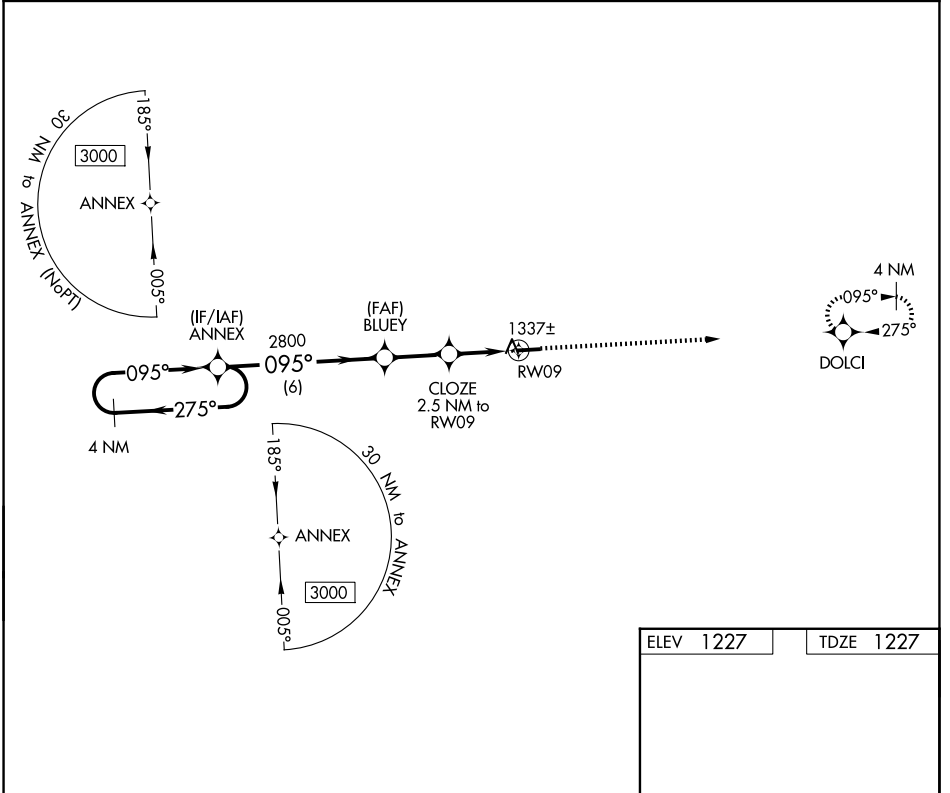 185°
30 NM to ANNEX (NoPT)
3000
ANNEX
005°
4 NM
095°
275°
DOLCI
(IF/IAF)
ANNEX
(FAF)
BLUEY
1337±
RW09
2800
095°
(6)
095°
275°
4 NM
CLOZE
2.5 NM to
RW09
185°
30 NM to ANNEX
ANNEX
3000
005°
ELEV 1227
TDZE 1227